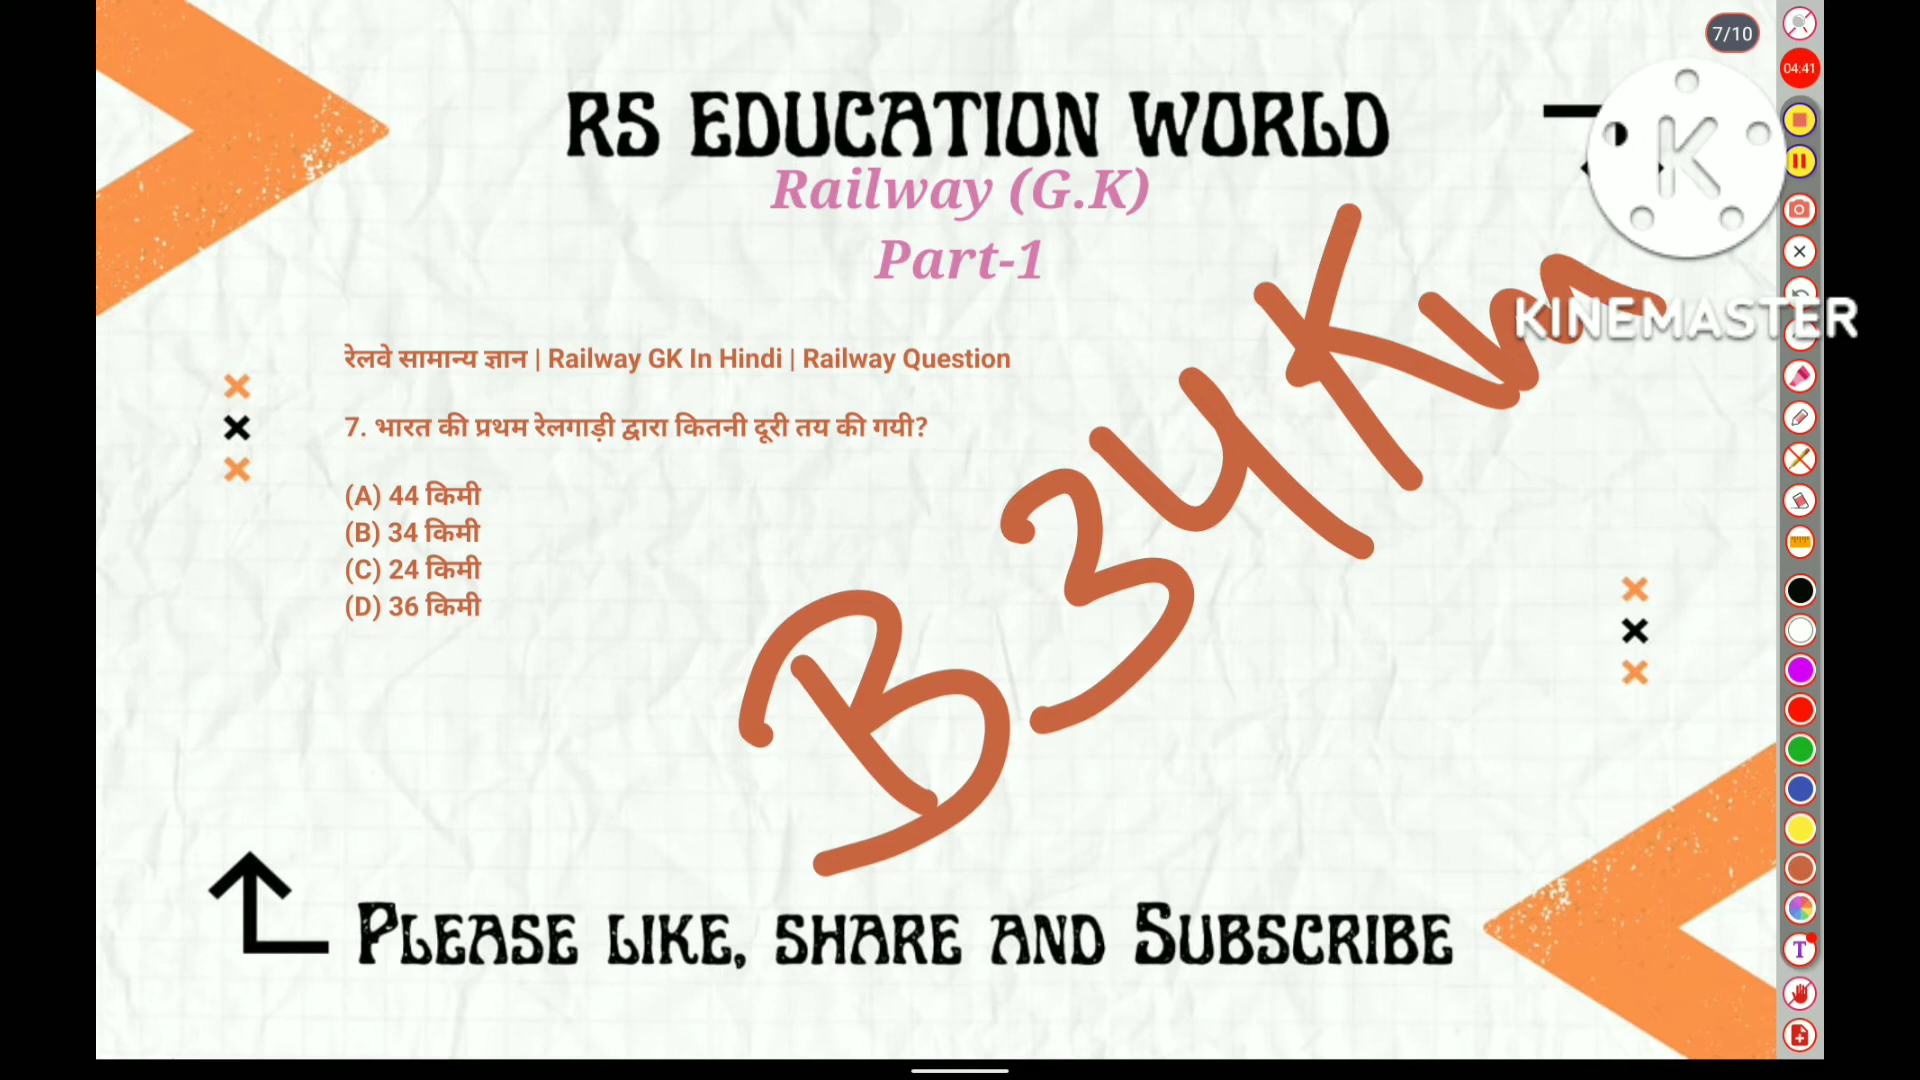 7/10
04:41
RS EDUCATION WORLD
K
Railway (G.K)
Part-1
KINEMASTER
रेलवे सामान्य ज्ञान | Railway GK In Hindi | Railway Question
7. भारत की प्रथम रेलगाड़ी द्वारा कितनी दूरी तय की गयी?
(A) 44 किमी
(B) 34 किमी
(C) 24 किमी
(D) 36 किमी
B 34 Km
PLEASE LIKE, SHARE AND SUBSCRIBE
T